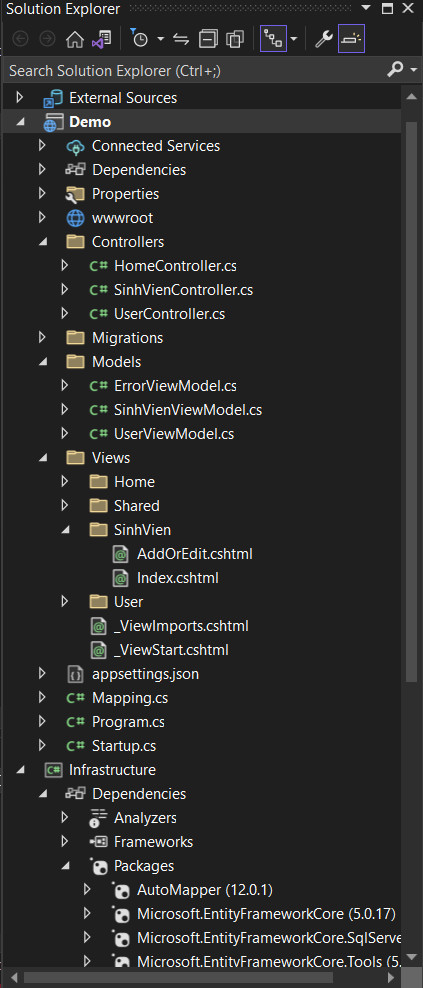 Solution Explorer
Search Solution Explorer (Ctrl+;)
External Sources
Demo
Connected Services
Dependencies
Properties
wwwroot
Controllers
C# HomeController.cs
C# SinhVienController.cs
C# UserController.cs
Migrations
Models
C# ErrorViewModel.cs
C# SinhVienViewModel.cs
C# UserViewModel.cs
Views
Home
Shared
SinhVien
AddOrEdit.cshtml
Index.cshtml
User
_ViewImports.cshtml
_ViewStart.cshtml
appsettings.json
C# Mapping.cs
C# Program.cs
C# Startup.cs
C# Infrastructure
Dependencies
Analyzers
Frameworks
Packages
AutoMapper (12.0.1)
Microsoft.EntityFrameworkCore (5.0.17)
Microsoft.EntityFrameworkCore.SqlServe
Microsoft.EntityFrameworkCore.Tools (5.